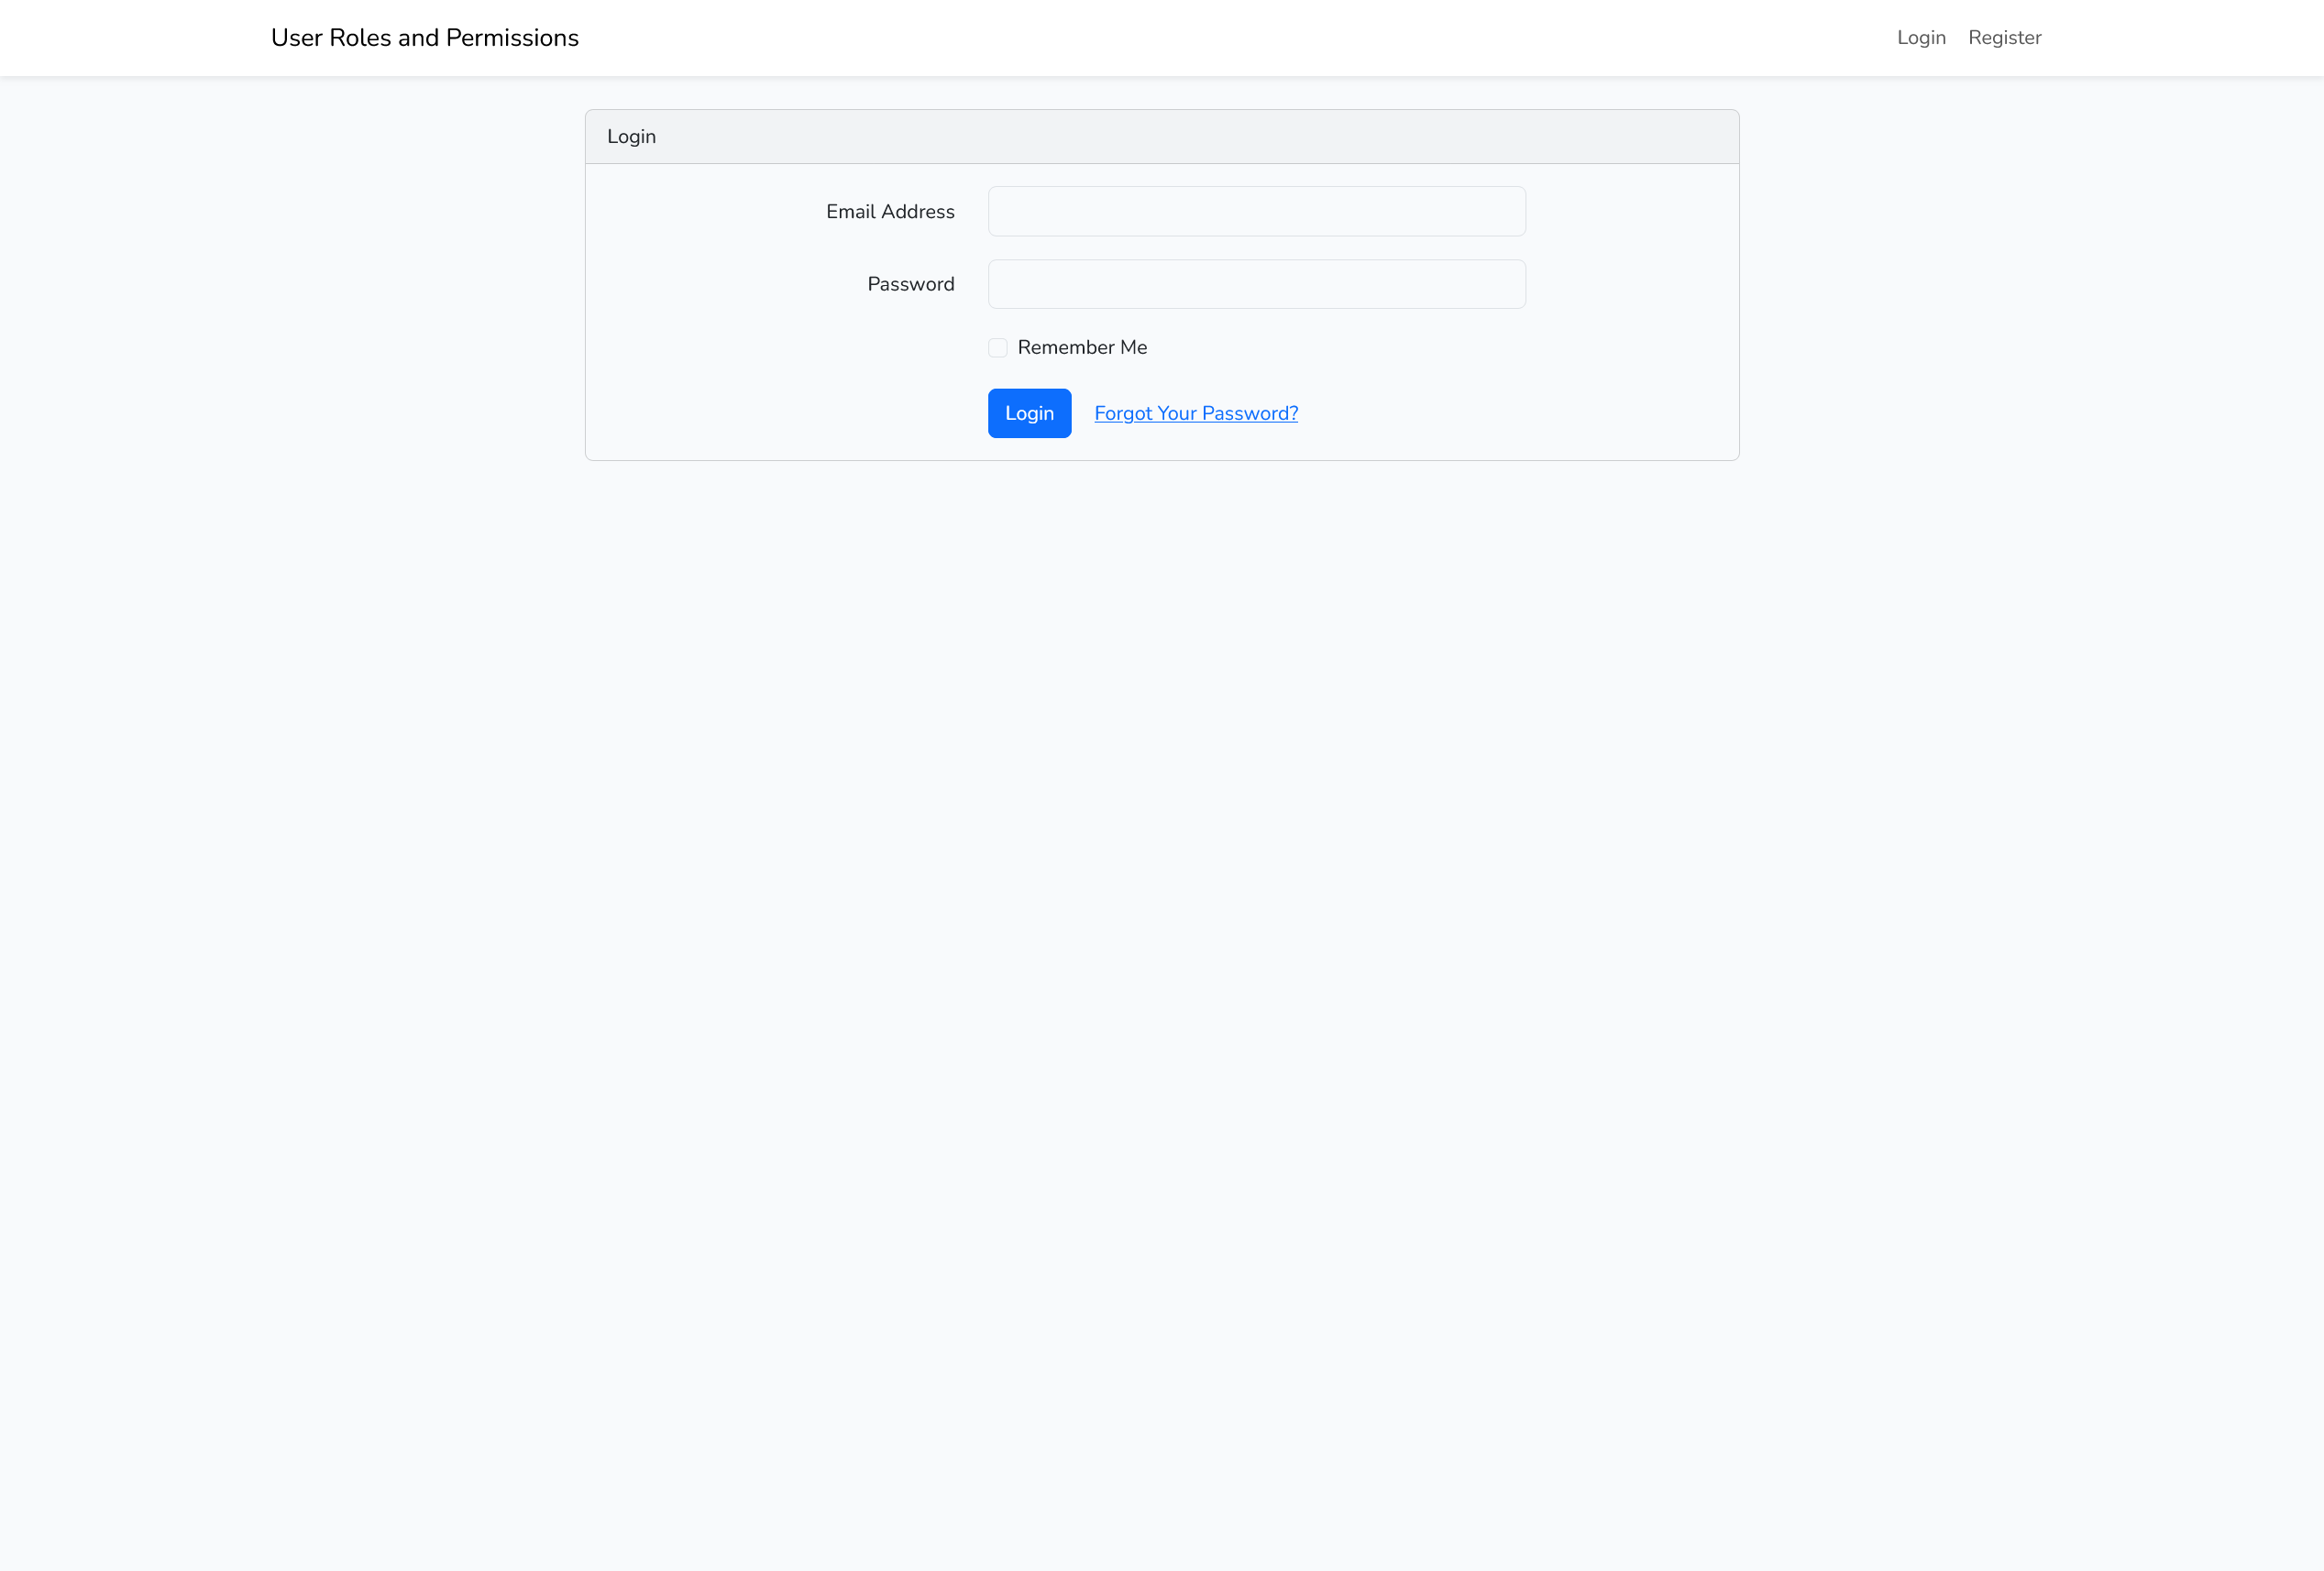 User Roles and Permissions
Login Register
Login
Email Address
Password
Remember Me
Login Forgot Your Password?